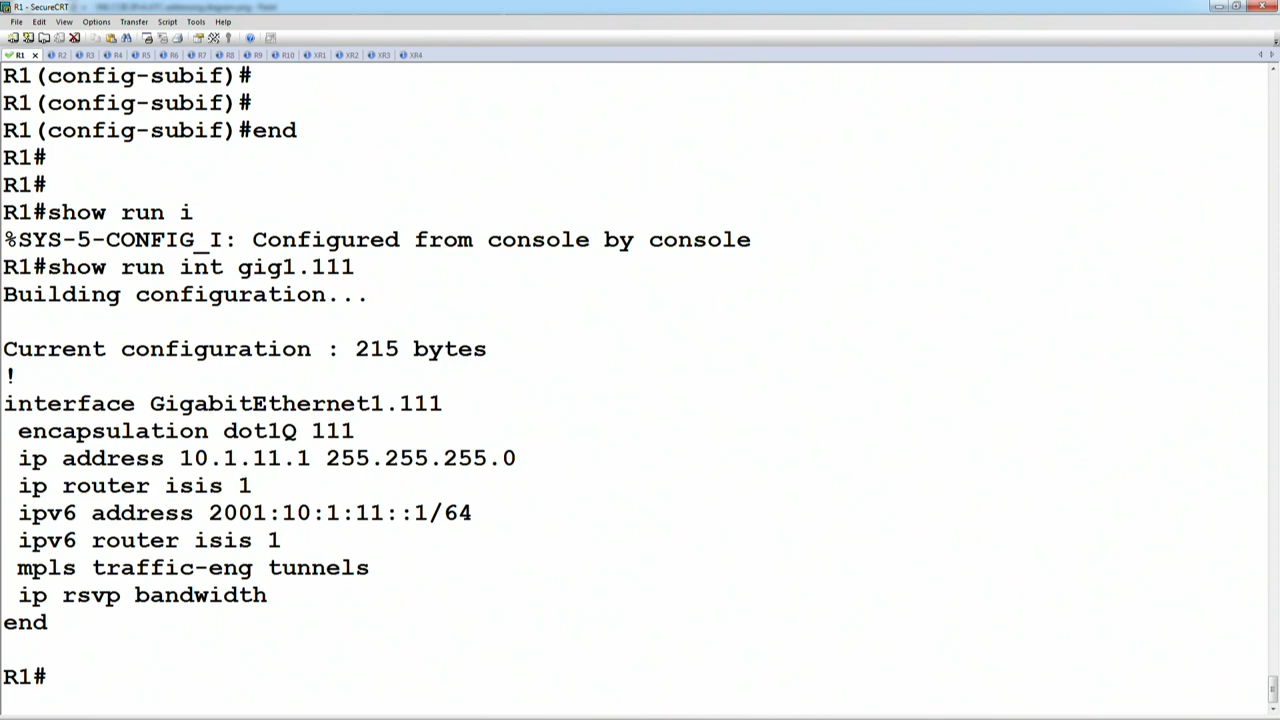 R1 - SecureCRT
File Edit View Options Transfer Script Tools Help
R1 R2 R3 R4 R5 R6 R7 R8 R9 R10 XR1 XR2 XR3 XR4
R1(config-subif)#
R1(config-subif)#
R1(config-subif)#end
R1#
R1#
R1#show run i
%SYS-5-CONFIG_I: Configured from console by console
R1#show run int gig1.111
Building configuration...
Current configuration : 215 bytes
!
interface GigabitEthernet1.111
encapsulation dot1Q 111
ip address 10.1.11.1 255.255.255.0
ip router isis 1
ipv6 address 2001:10:1:11::1/64
ipv6 router isis 1
mpls traffic-eng tunnels
ip rsvp bandwidth
end
R1#